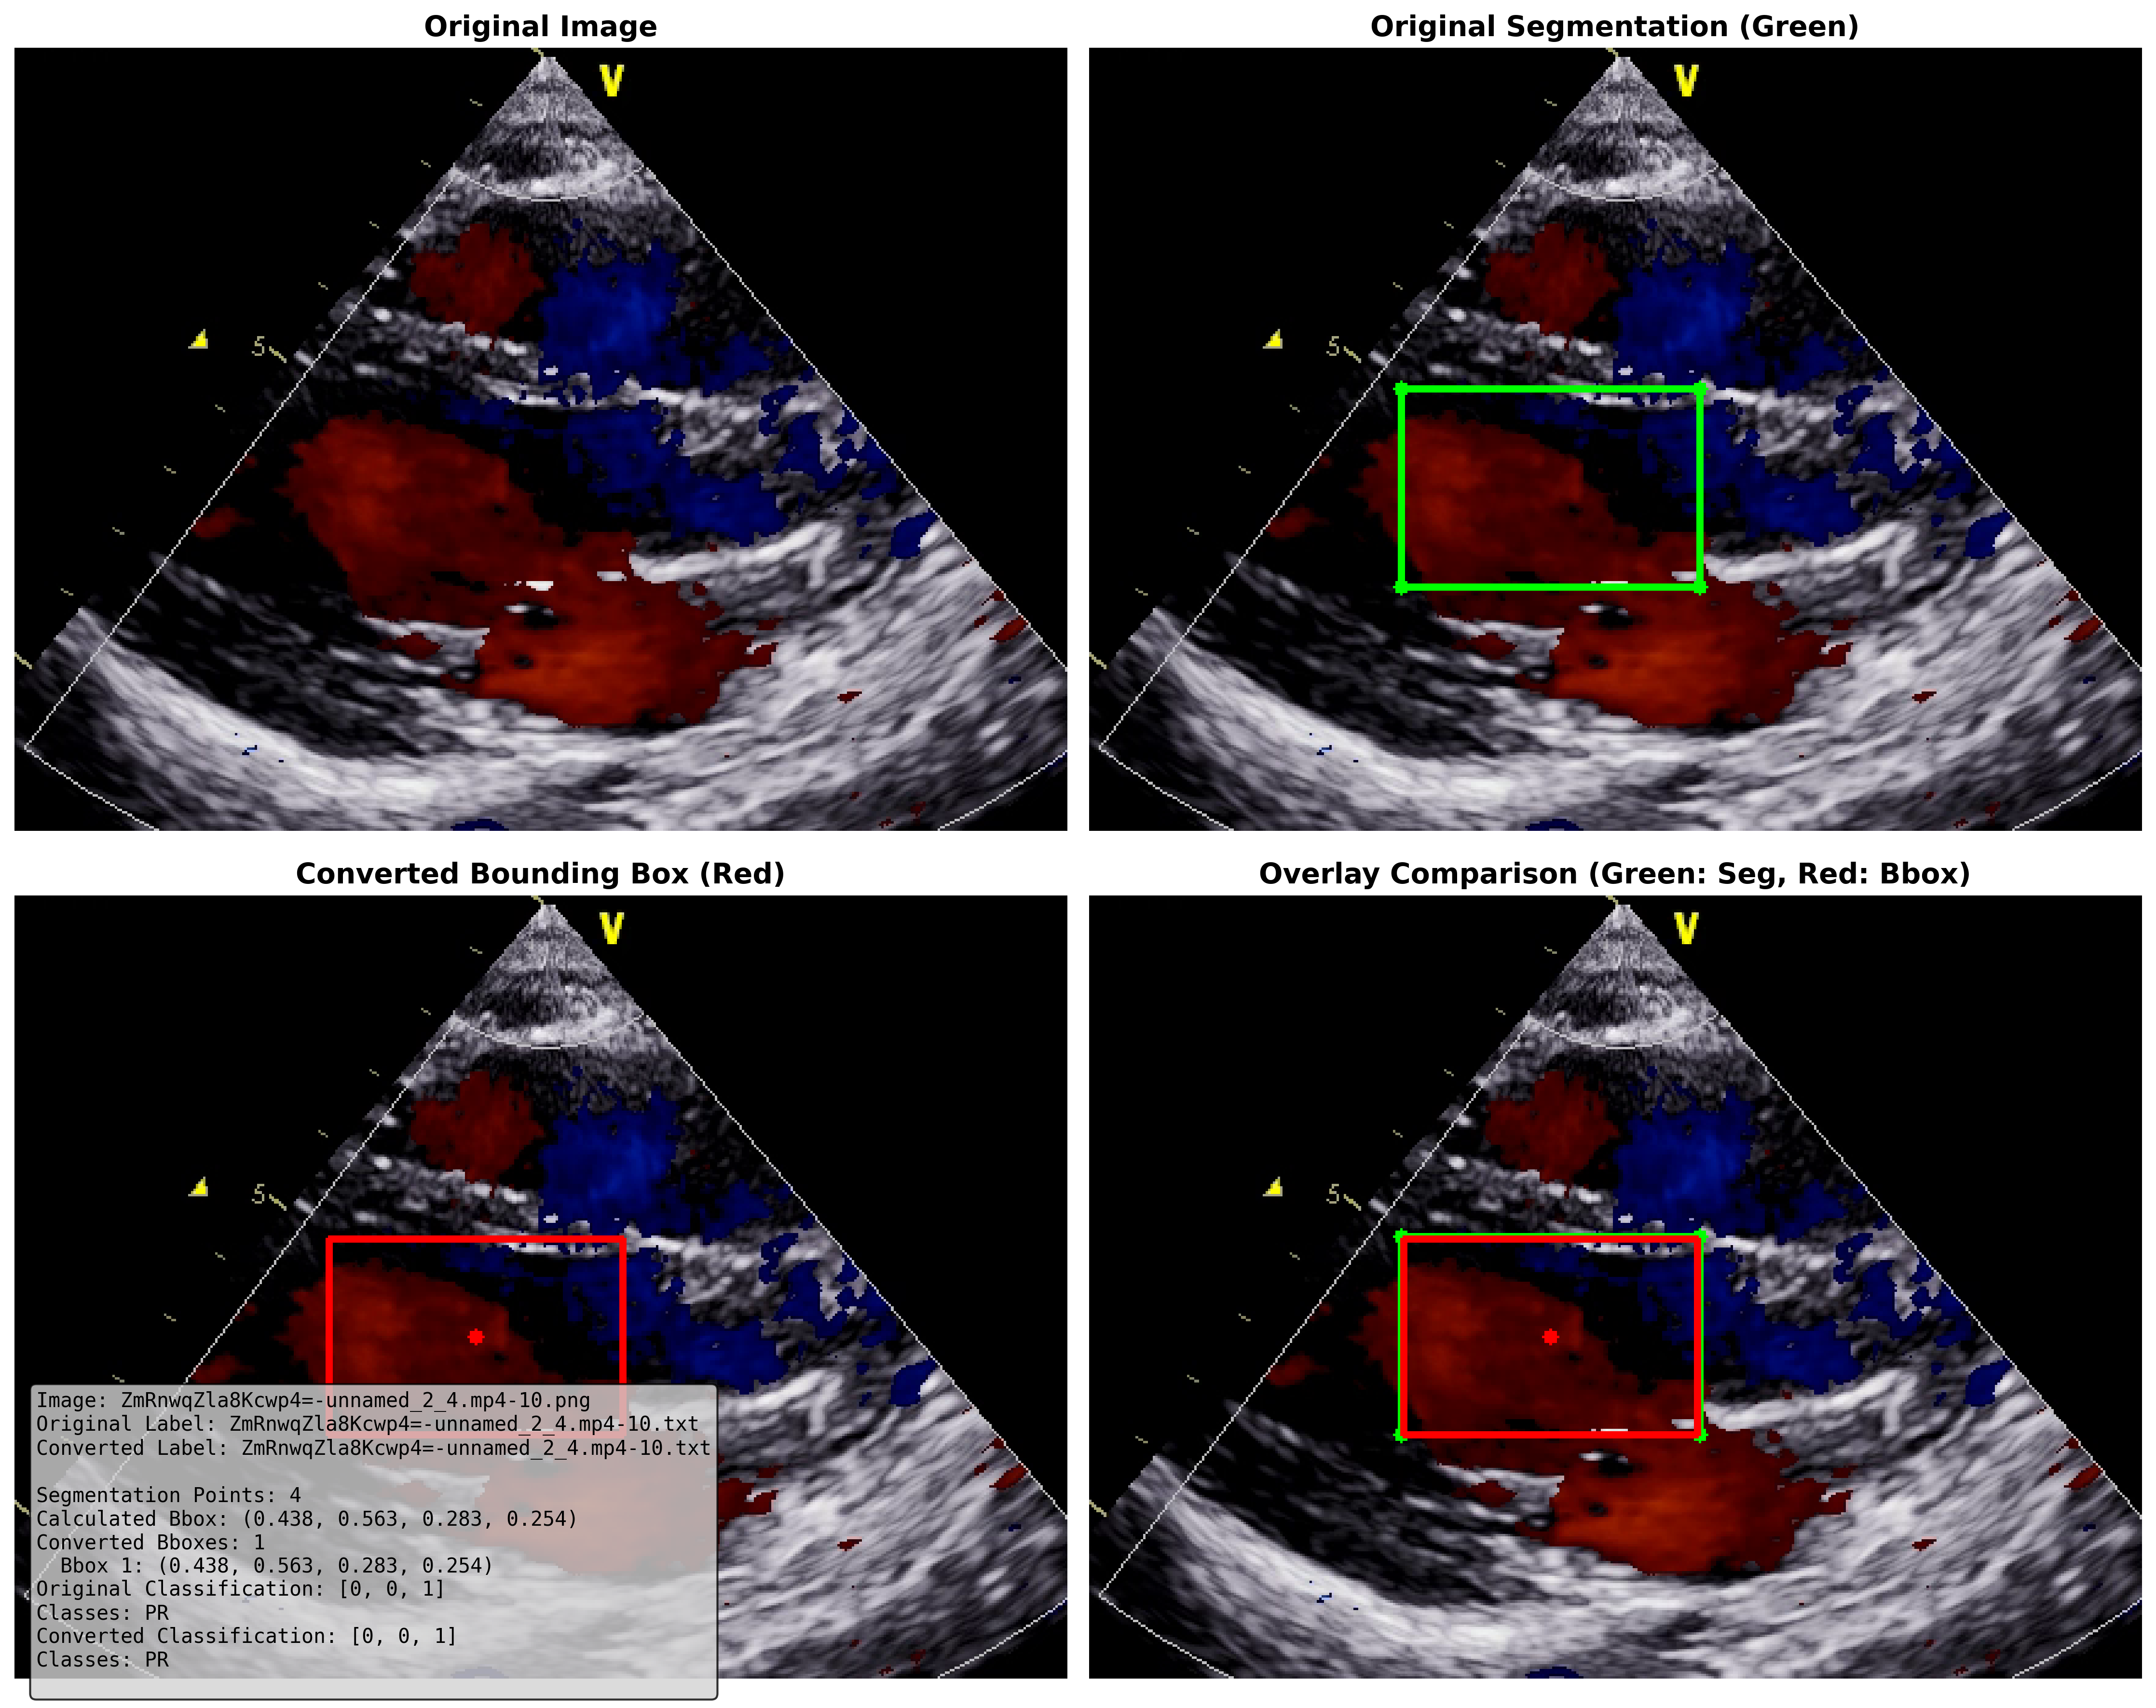 Original Image
Original Segmentation (Green)
V
V
5
5
Converted Bounding Box (Red)
Overlay Comparison (Green: Seg, Red: Bbox)
V
V
5
5
Image: ZmRnwqZla8Kcwp4=-unnamed_2_4.mp4-10.png
Original Label: ZmRnwqZla8Kcwp4=-unnamed_2_4.mp4-10.txt
Converted Label: ZmRnwqZla8Kcwp4=-unnamed_2_4.mp4-10.txt
Segmentation Points: 4
Calculated Bbox: (0.438, 0.563, 0.283, 0.254)
Converted Bboxes: 1
Bbox 1: (0.438, 0.563, 0.283, 0.254)
Original Classification: [0, 0, 1]
Classes: PR
Converted Classification: [0, 0, 1]
Classes: PR